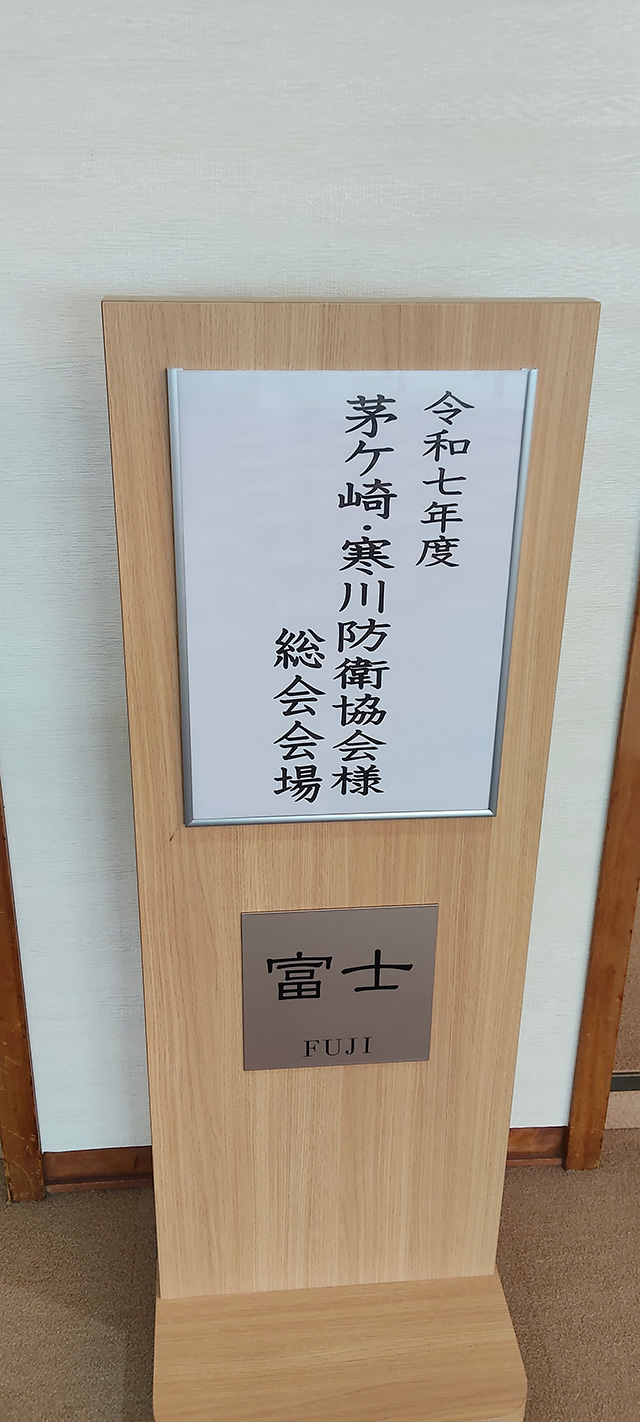 令和七年度
茅ケ崎・寒川防衛協会様
総会会場
富士
FUJI